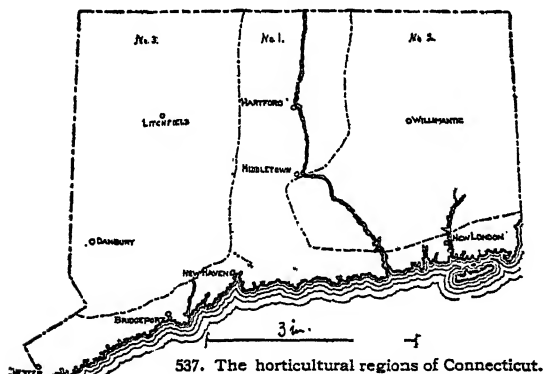 No. 3.
No. 1.
No. 2.
HARTFORD
LITCHFIELD
WILLIMANTIC
MIDDLETOWN
DANBURY
NEW LONDON
NEW HAVEN
BRIDGEPORT
3 in.
537. The horticultural regions of Connecticut.